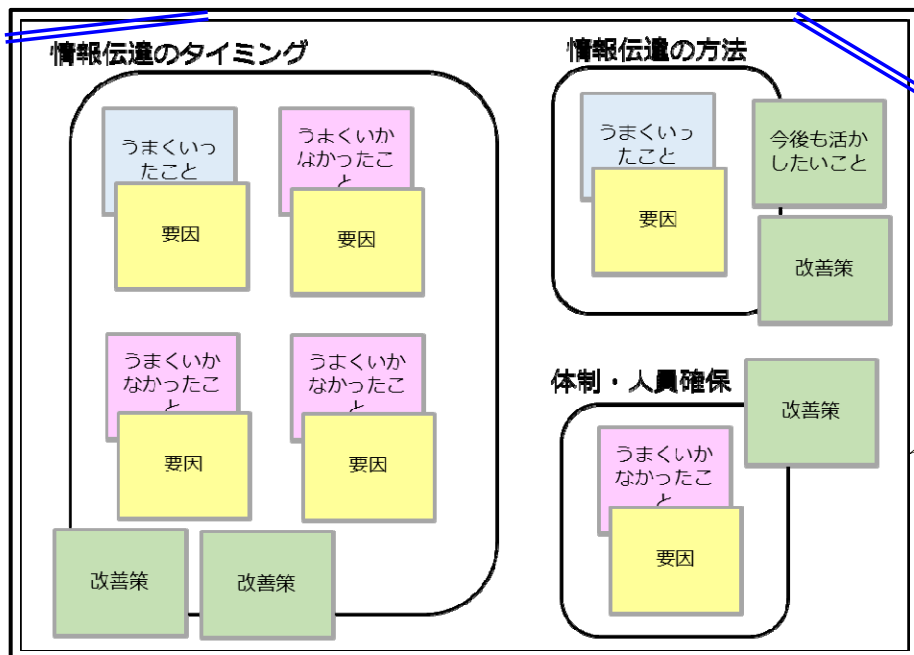 情報伝達のタイミング
うまくいっ
たこと
要因
うまくいか
なかったこ
と
要因
うまくいか
なかったこ
と
要因
うまくいか
なかったこ
と
要因
改善策
改善策
情報伝達の方法
うまくいっ
たこと
要因
今後も活か
したいこと
改善策
体制・人員確保
改善策
うまくいか
なかったこ
と
要因